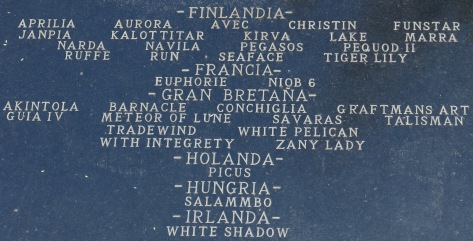 -FINLANDIA-
APRILIA AURORA AVEC CHRISTIN FUNSTAR
JANPIA KALOTTITAR KIRVA LAKE MARRA
NARDA NAVILA PEGASOS PEQUOD II
RUFFE RUN SEAFACE TIGER LILY
-FRANCIA-
EUPHORIE NIOB 6
-GRAN BRETAÑA-
AKINTOLA BARNACLE CONCHIGLIA GRAFTMANS ART
GUIA IV METEOR OF LUNE SAVARAS TALISMAN
TRADEWIND WHITE PELICAN
WITH INTEGRETY ZANY LADY
-HOLANDA-
PICUS
-HUNGRIA-
SALAMMBO
-IRLANDA-
WHITE SHADOW